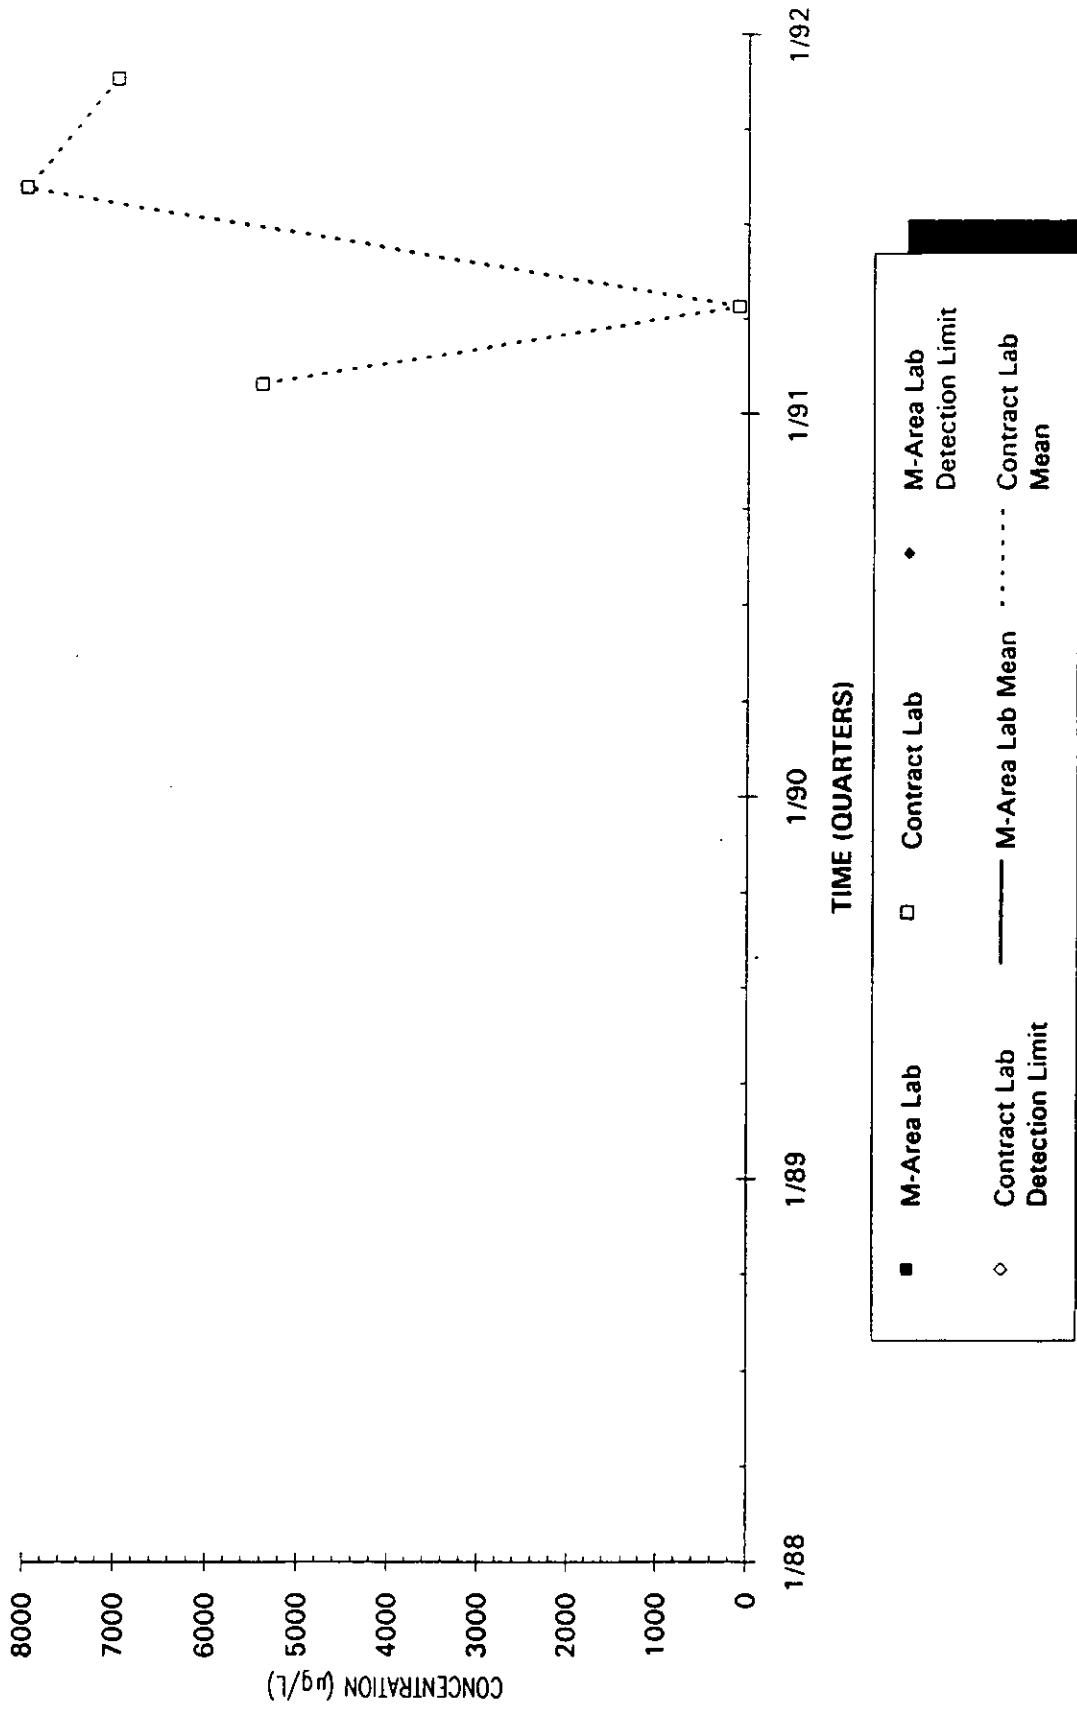 CONCENTRATION (µg/L)
8000
7000
6000
5000
4000
3000
2000
1000
0
1/88
1/89
1/90
1/91
1/92
TIME (QUARTERS)
M-Area Lab
Contract Lab
M-Area Lab
Detection Limit
Contract Lab
Detection Limit
M-Area Lab Mean
Contract Lab
Mean